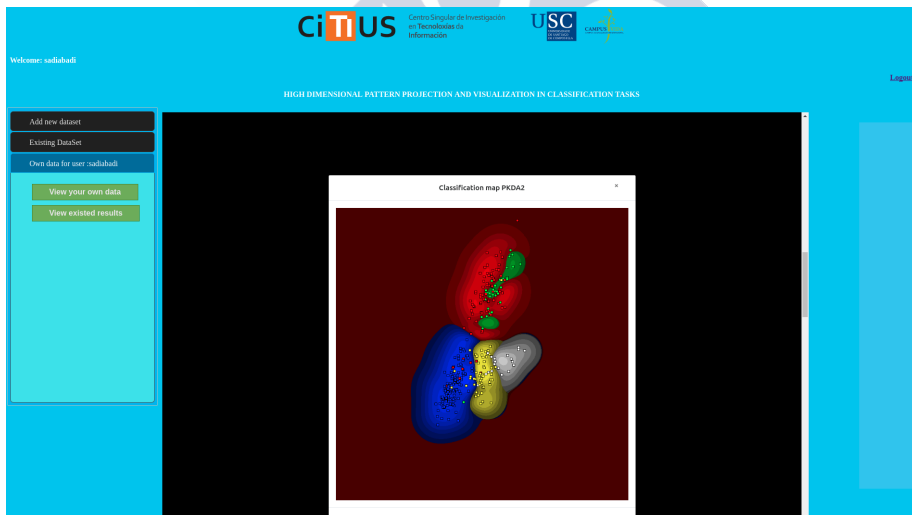 CiTIUS
Centro Singular de Investigación
en Tecnoloxías da
Información
USC
CAMPUS
Welcome: sadiabadi
Logout
HIGH DIMENSIONAL PATTERN PROJECTION AND VISUALIZATION IN CLASSIFICATION TASKS
Add new dataset
Existing DataSet
Own data for user :sadiabadi
View your own data
View existed results
Classification map PKDA2
×